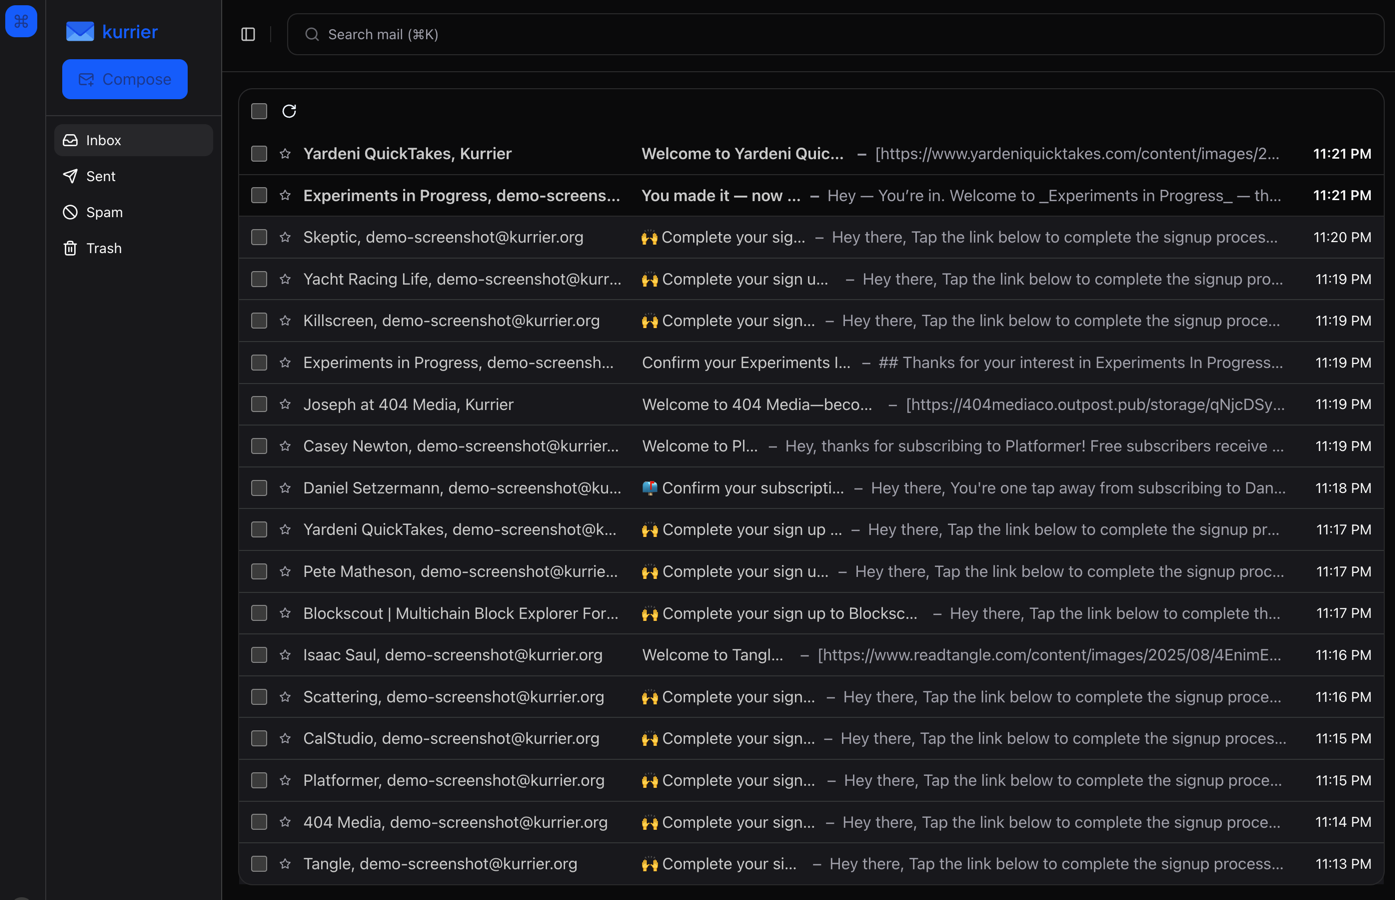 kurrier
Search mail (⌘K)
Compose
Inbox
Sent
Spam
Trash
Yardeni QuickTakes, Kurrier Welcome to Yardeni Quic... – [https://www.yardeniquicktakes.com/content/images/2... 11:21 PM
Experiments in Progress, demo-screens... You made it — now ... – Hey — You’re in. Welcome to _Experiments in Progress_ — th... 11:21 PM
Skeptic, demo-screenshot@kurrier.org 🙌 Complete your sig... – Hey there, Tap the link below to complete the signup proces... 11:20 PM
Yacht Racing Life, demo-screenshot@kurr... 🙌 Complete your sign u... – Hey there, Tap the link below to complete the signup pro... 11:19 PM
Killscreen, demo-screenshot@kurrier.org 🙌 Complete your sign... – Hey there, Tap the link below to complete the signup proce... 11:19 PM
Experiments in Progress, demo-screensh... Confirm your Experiments I... – ## Thanks for your interest in Experiments In Progress... 11:19 PM
Joseph at 404 Media, Kurrier Welcome to 404 Media—beco... – [https://404mediaco.outpost.pub/storage/qNjcDSy... 11:19 PM
Casey Newton, demo-screenshot@kurrier... Welcome to Pl... – Hey, thanks for subscribing to Platformer! Free subscribers receive ... 11:19 PM
Daniel Setzermann, demo-screenshot@ku... 📫 Confirm your subscripti... – Hey there, You're one tap away from subscribing to Dan... 11:18 PM
Yardeni QuickTakes, demo-screenshot@k... 🙌 Complete your sign up ... – Hey there, Tap the link below to complete the signup pr... 11:17 PM
Pete Matheson, demo-screenshot@kurrie... 🙌 Complete your sign u... – Hey there, Tap the link below to complete the signup proc... 11:17 PM
Blockscout | Multichain Block Explorer For... 🙌 Complete your sign up to Blocksc... – Hey there, Tap the link below to complete th... 11:17 PM
Isaac Saul, demo-screenshot@kurrier.org Welcome to Tangl... – [https://www.readtangle.com/content/images/2025/08/4EnimE... 11:16 PM
Scattering, demo-screenshot@kurrier.org 🙌 Complete your sign... – Hey there, Tap the link below to complete the signup proce... 11:16 PM
CalStudio, demo-screenshot@kurrier.org 🙌 Complete your sign... – Hey there, Tap the link below to complete the signup proces... 11:15 PM
Platformer, demo-screenshot@kurrier.org 🙌 Complete your sign... – Hey there, Tap the link below to complete the signup proce... 11:15 PM
404 Media, demo-screenshot@kurrier.org 🙌 Complete your sign... – Hey there, Tap the link below to complete the signup proce... 11:14 PM
Tangle, demo-screenshot@kurrier.org 🙌 Complete your si... – Hey there, Tap the link below to complete the signup process... 11:13 PM